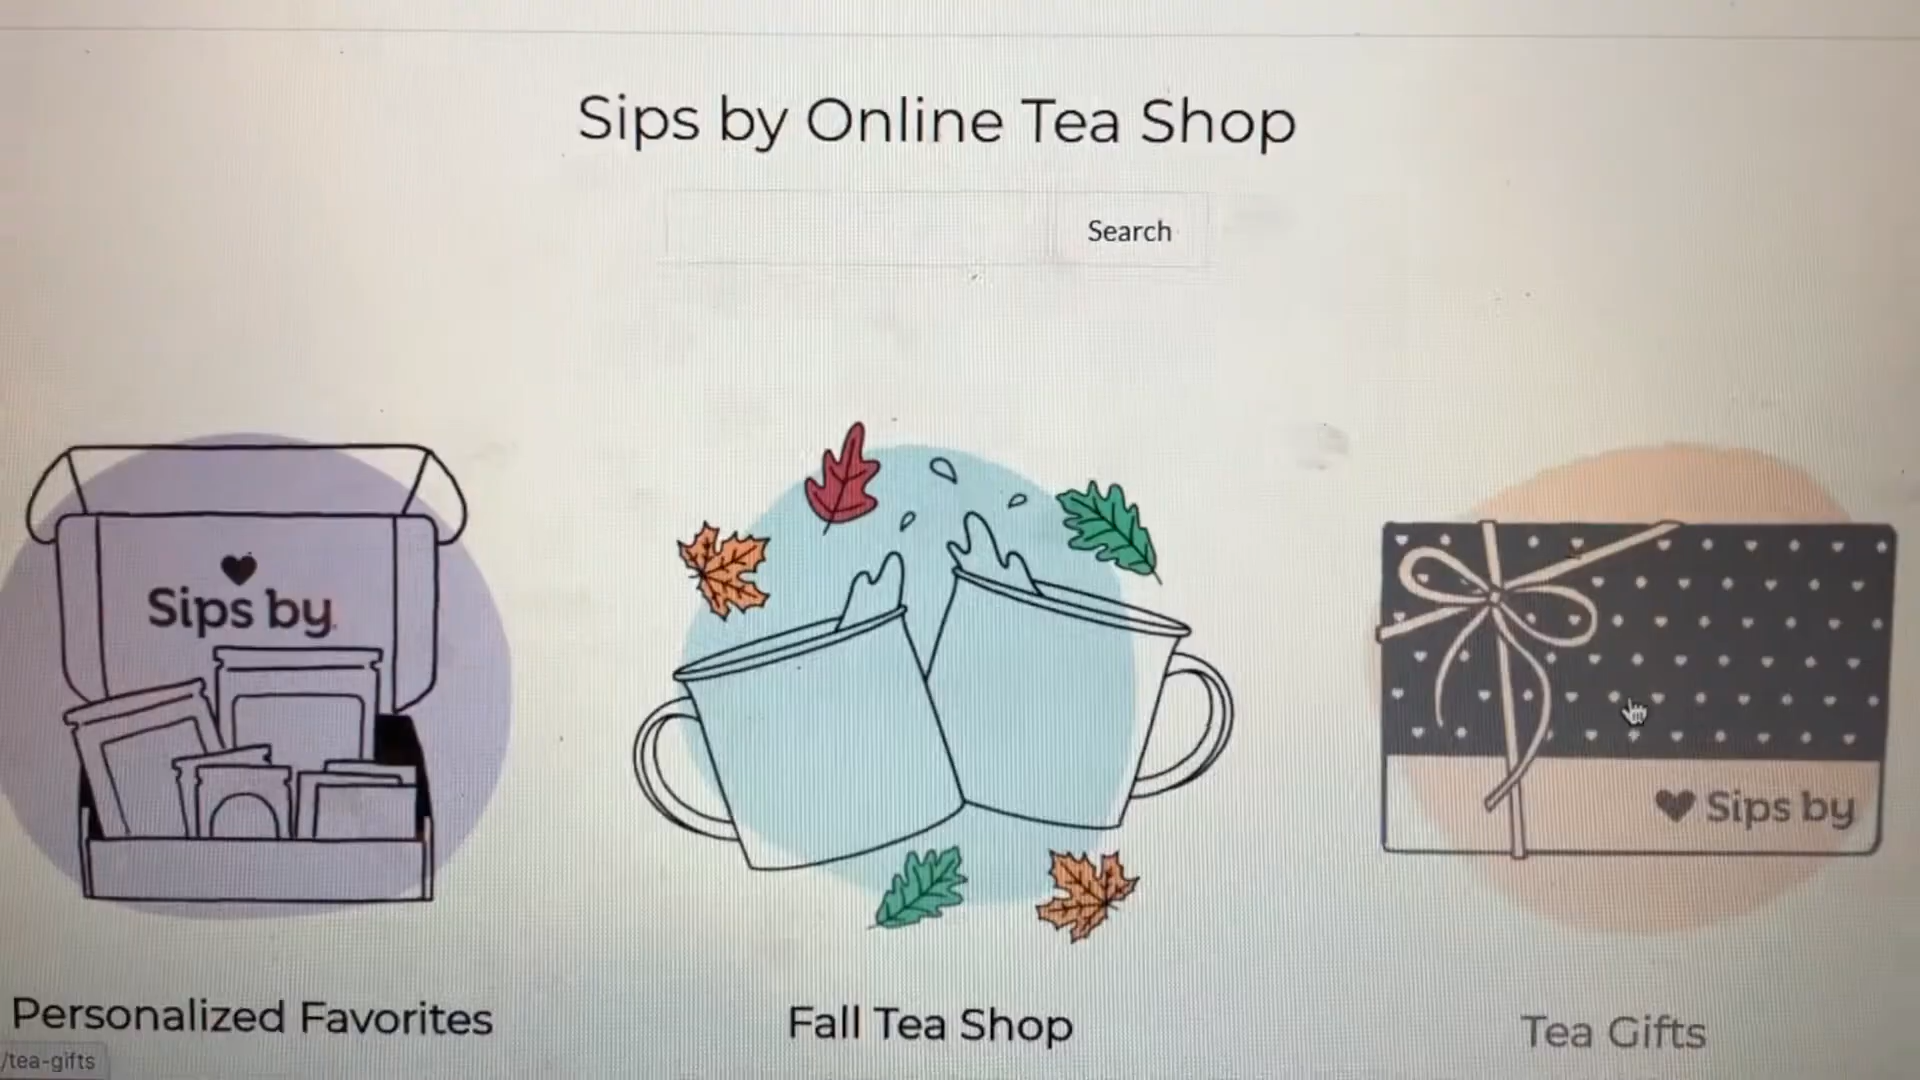 Sips by Online Tea Shop
Search
Sips by
Sips by
Personalized Favorites
Fall Tea Shop
Tea Gifts
/tea-gifts